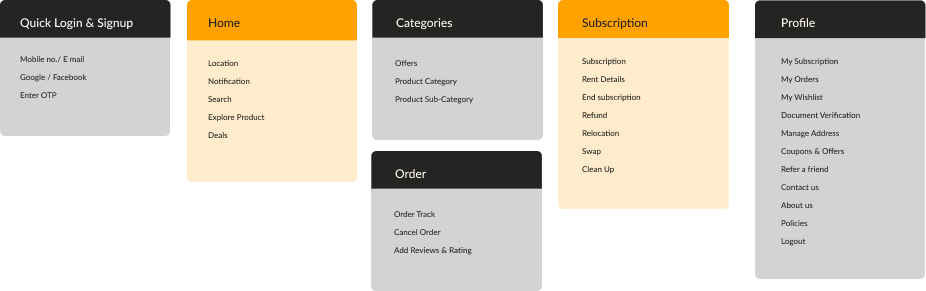 Quick Login & Signup
Mobile no./ E mail
Google / Facebook
Enter OTP
Home
Location
Notification
Search
Explore Product
Deals
Categories
Offers
Product Category
Product Sub-Category
Order
Order Track
Cancel Order
Add Reviews & Rating
Subscription
Subscription
Rent Details
End subscription
Refund
Relocation
Swap
Clean Up
Profile
My Subscription
My Orders
My Wishlist
Document Verification
Manage Address
Coupons & Offers
Refer a friend
Contact us
About us
Policies
Logout